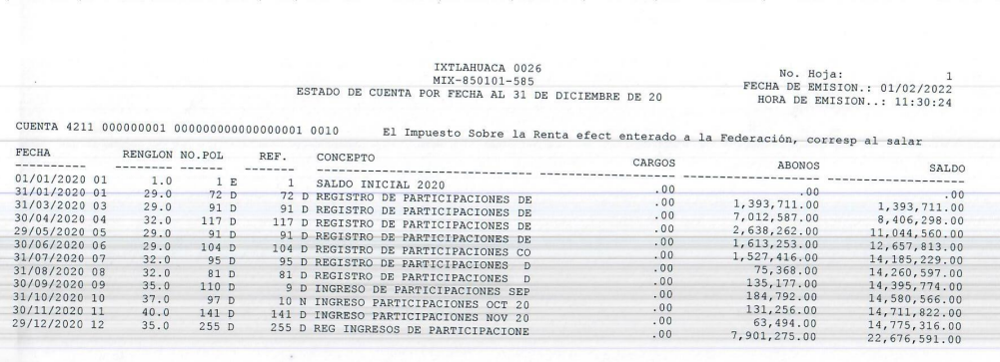 IXTLAHUACA 0026
MIX-850101-585
ESTADO DE CUENTA POR FECHA AL 31 DE DICIEMBRE DE 20
No. Hoja: 1
FECHA DE EMISION.: 01/02/2022
HORA DE EMISION..: 11:30:24
CUENTA 4211 000000001 000000000000000000001 0010 El Impuesto Sobre la Renta efect enterado a la Federación, corresp al salar
FECHA RENGLON NO.POL REF. CONCEPTO CARGOS ABONOS SALDO
01/01/2020 01 1.0 1 E 1 SALDO INICIAL 2020 .00 .00 .00
31/01/2020 01 29.0 72 D 72 D REGISTRO DE PARTICIPACIONES DE .00 1,393,711.00 1,393,711.00
31/03/2020 03 29.0 91 D 91 D REGISTRO DE PARTICIPACIONES DE .00 7,012,587.00 8,406,298.00
30/04/2020 04 32.0 117 D 117 D REGISTRO DE PARTICIPACIONES DE .00 2,638,262.00 11,044,560.00
29/05/2020 05 29.0 91 D 91 D REGISTRO DE PARTICIPACIONES DE .00 1,613,253.00 12,657,813.00
30/06/2020 06 29.0 104 D 104 D REGISTRO DE PARTICIPACIONES CO .00 1,527,416.00 14,185,229.00
31/07/2020 07 32.0 95 D 95 D REGISTRO DE PARTICIPACIONES D .00 75,368.00 14,260,597.00
31/08/2020 08 32.0 81 D 81 D REGISTRO DE PARTICIPACIONES D .00 135,177.00 14,395,774.00
30/09/2020 09 35.0 110 D 9 D INGRESO DE PARTICIPACIONES SEP .00 184,792.00 14,580,566.00
31/10/2020 10 37.0 97 D 10 N INGRESO PARTICIPACIONES OCT 20 .00 131,256.00 14,711,822.00
30/11/2020 11 40.0 141 D 141 D INGRESO PARTICIPACIONES NOV 20 .00 63,494.00 14,775,316.00
29/12/2020 12 35.0 255 D 255 D REG INGRESOS DE PARTICIPACIONE .00 7,901,275.00 22,676,591.00